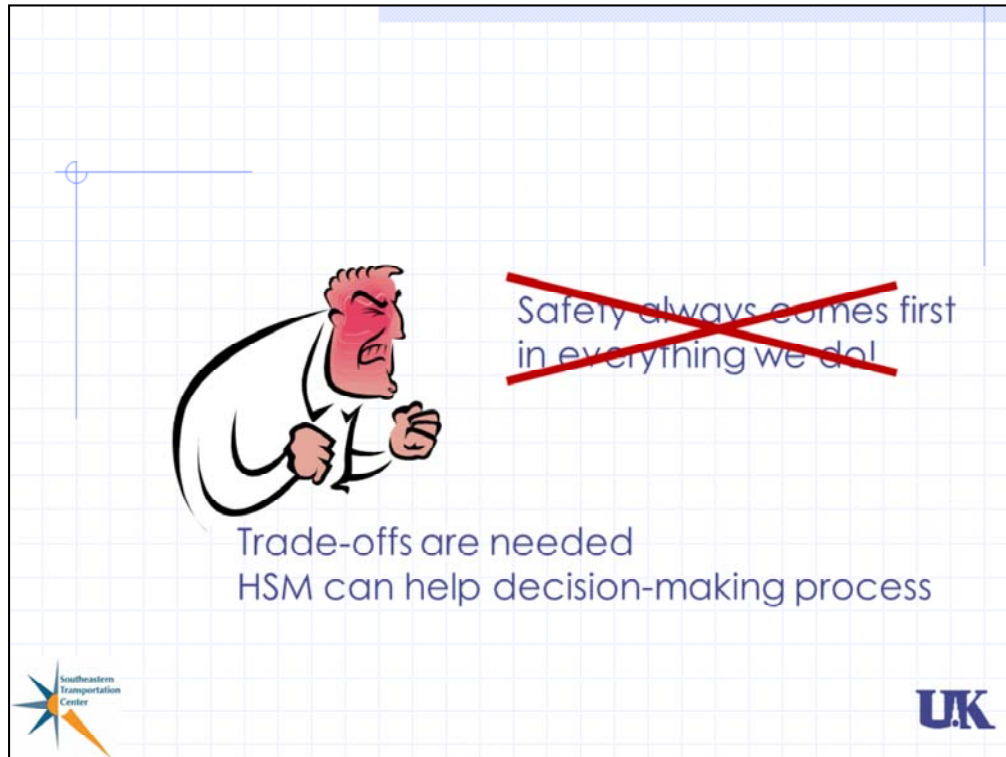 Safety always comes first
in everything we do!
Trade-offs are needed
HSM can help decision-making process
Southeastern
Transportation
Center
UK